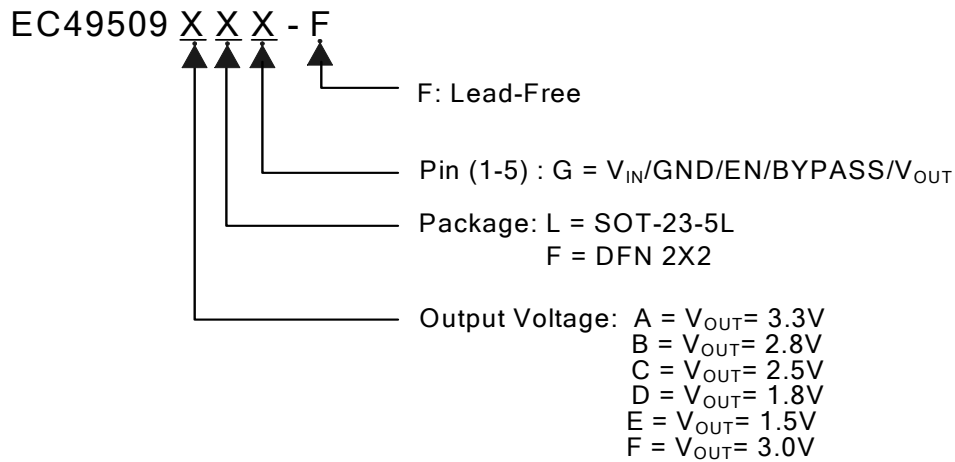 EC49509 X X X - F
F: Lead-Free
Pin (1-5) : G = VIN/GND/EN/BYPASS/VOUT
Package: L = SOT-23-5L
F = DFN 2X2
Output Voltage: A = VOUT= 3.3V
B = VOUT= 2.8V
C = VOUT= 2.5V
D = VOUT= 1.8V
E = VOUT= 1.5V
F = VOUT= 3.0V